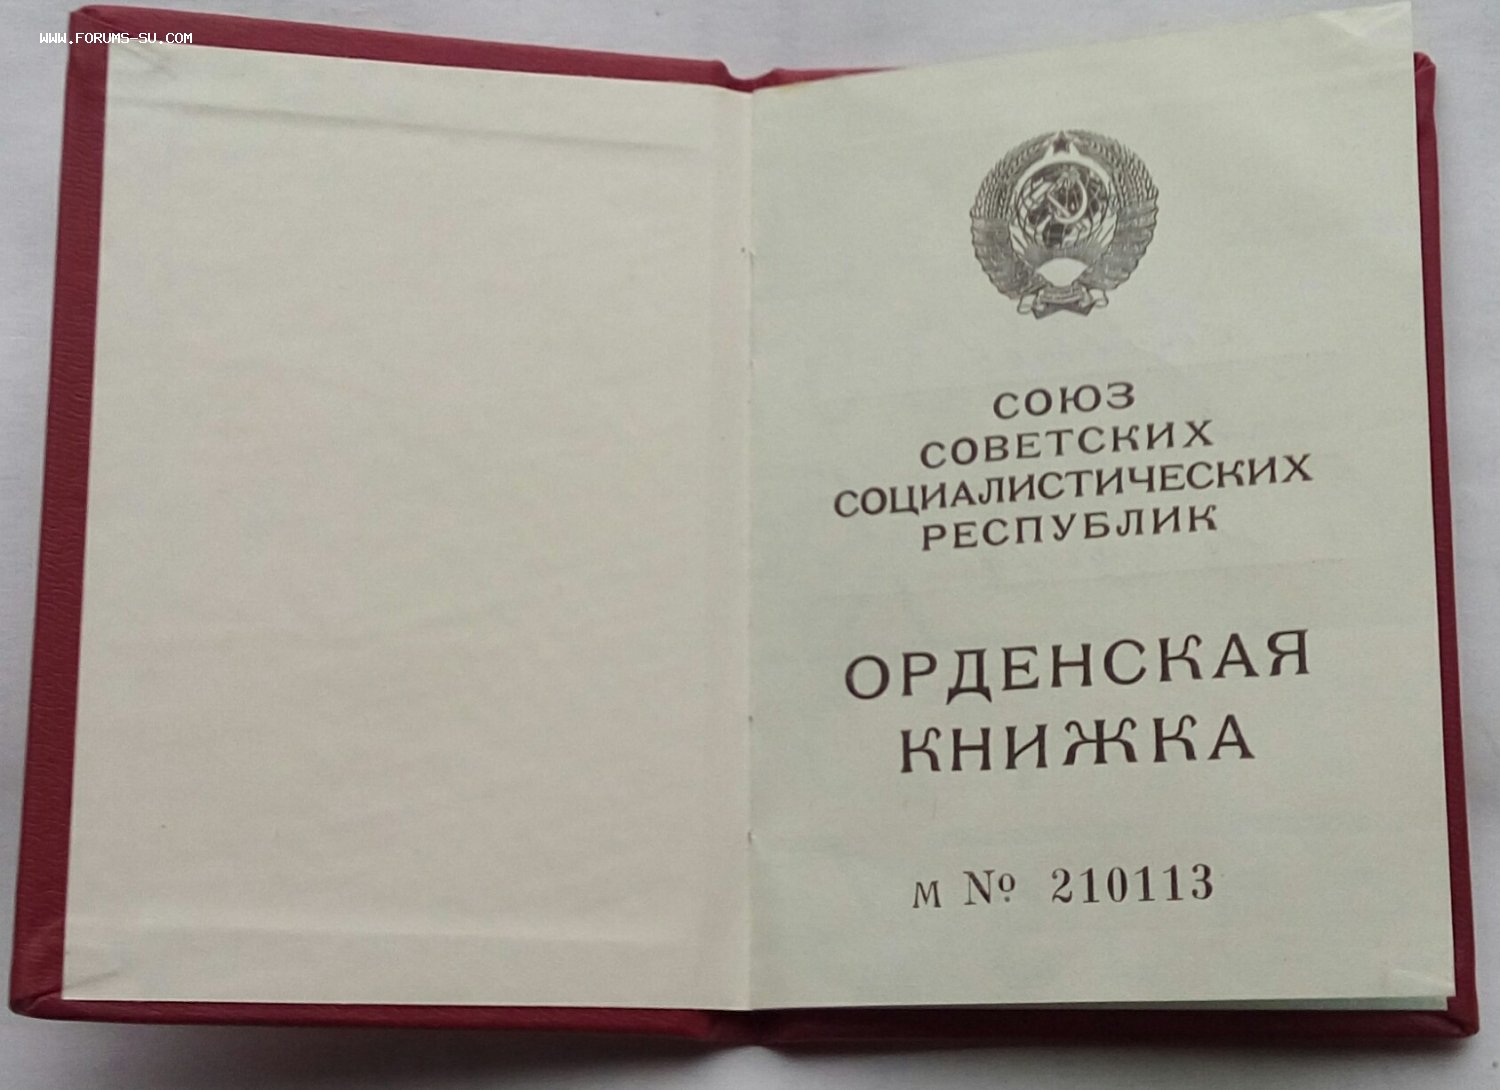 www.forums-su.com
СОЮЗ
СОВЕТСКИХ
СОЦИАЛИСТИЧЕСКИХ
РЕСПУБЛИК
ОРДЕНСКАЯ
КНИЖКА
М № 210113